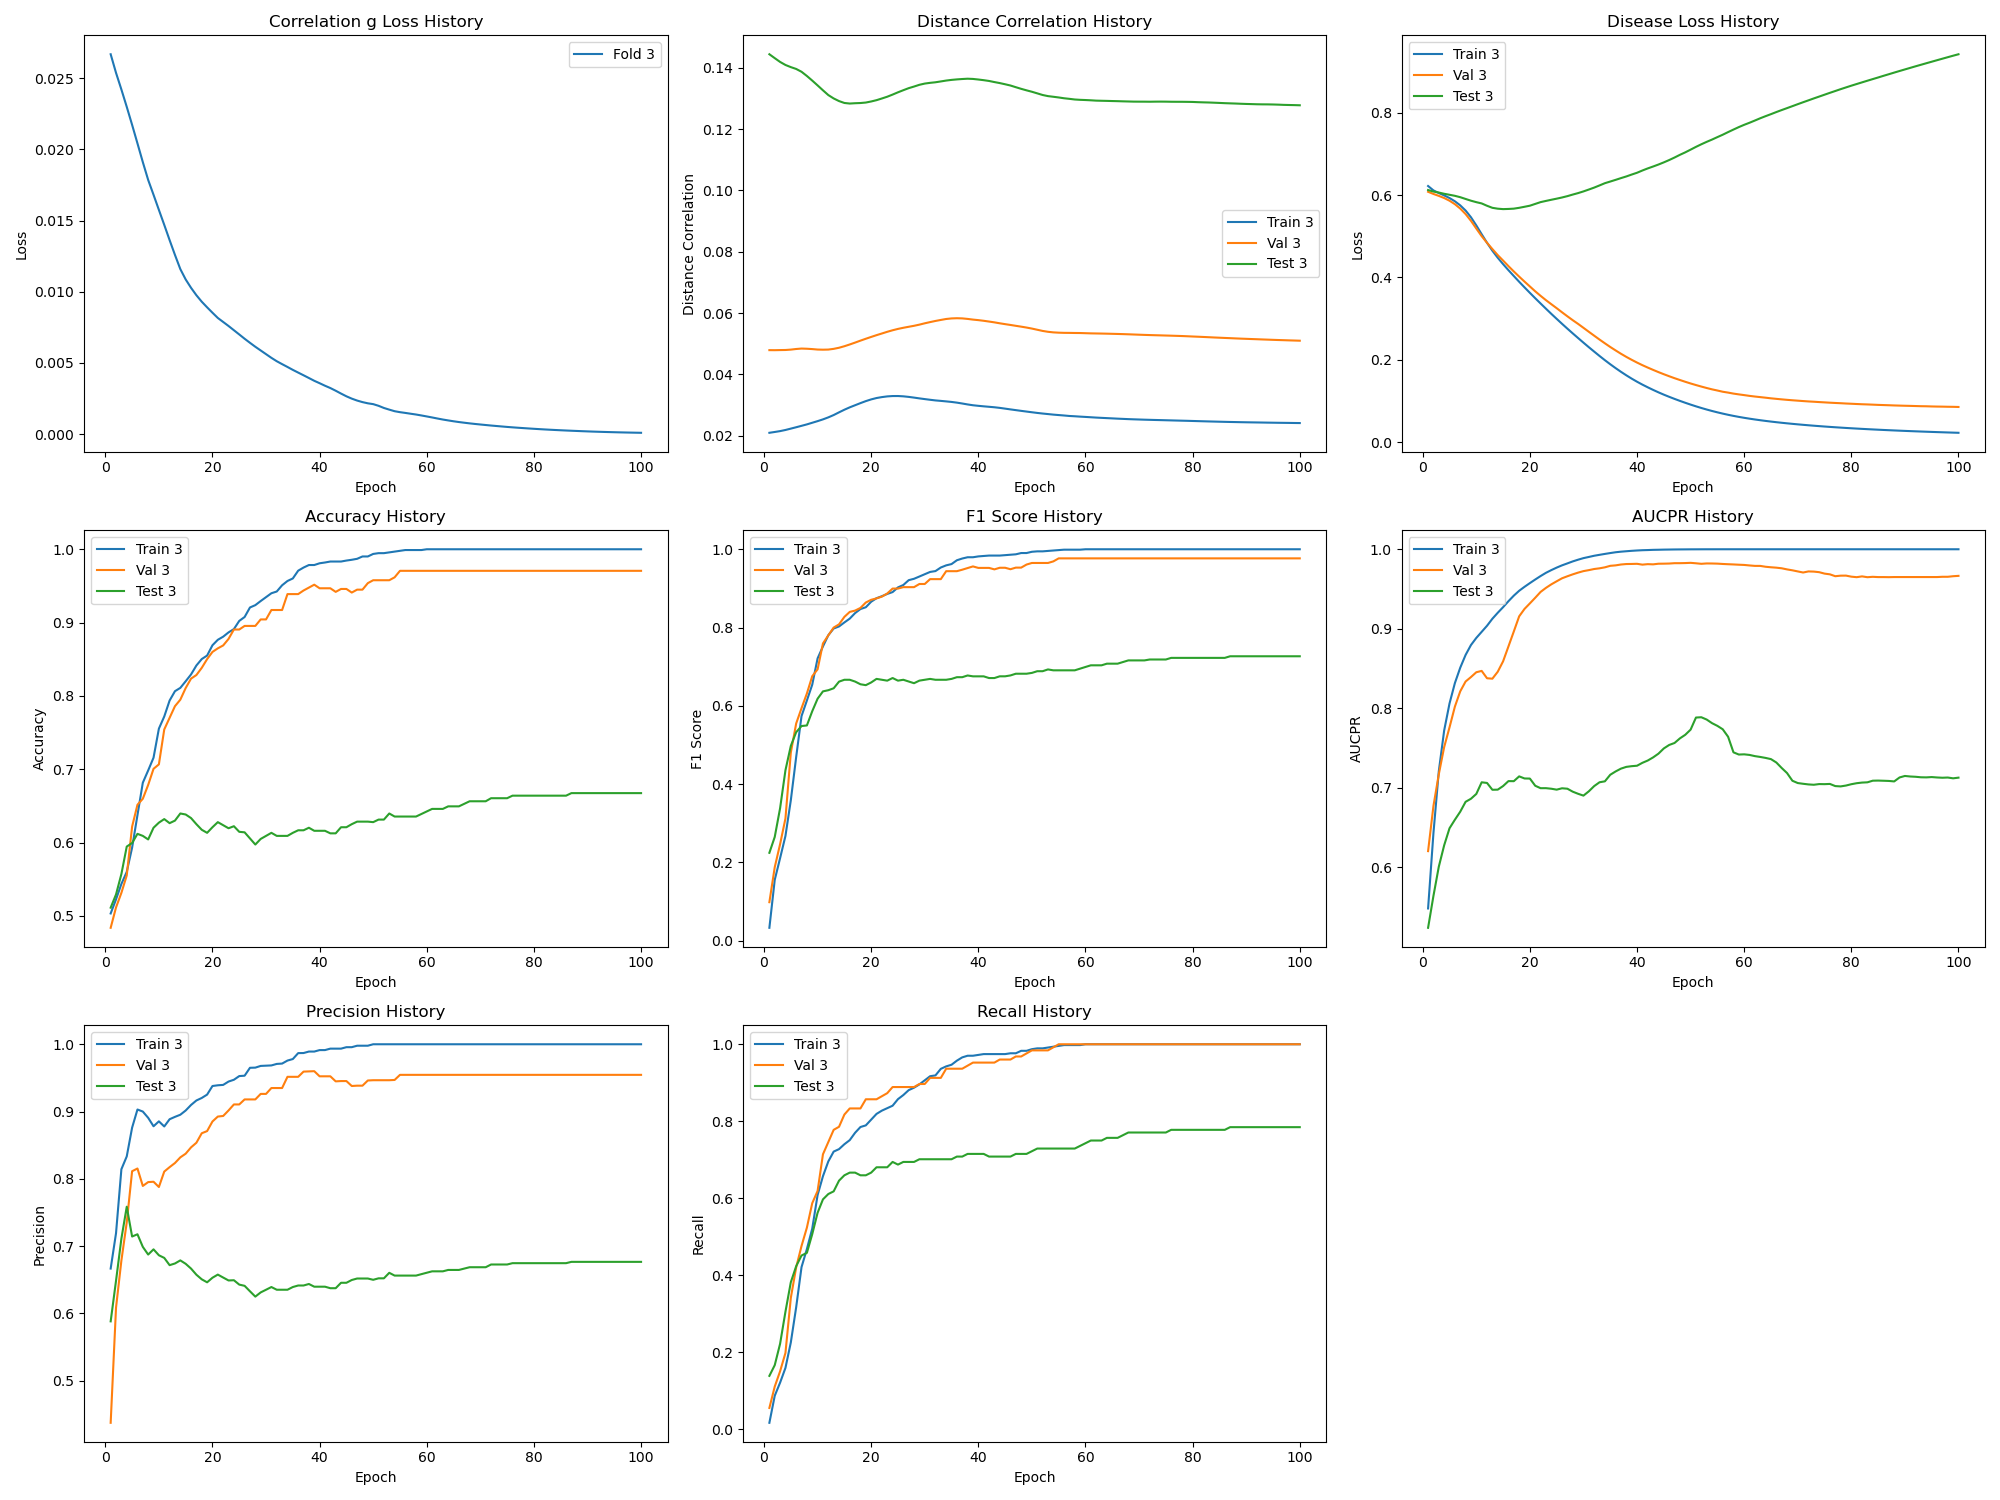 Correlation g Loss History
Fold 3
0.025
0.020
0.015
0.010
0.005
0.000
Loss
0 20 40 60 80 100
Epoch
Distance Correlation History
0.14
0.12
0.10
0.08
0.06
0.04
0.02
Distance Correlation
Train 3
Val 3
Test 3
0 20 40 60 80 100
Epoch
Disease Loss History
Train 3
Val 3
Test 3
0.8
0.6
0.4
0.2
0.0
Loss
0 20 40 60 80 100
Epoch
Accuracy History
Train 3
Val 3
Test 3
1.0
0.9
0.8
0.7
0.6
0.5
Accuracy
0 20 40 60 80 100
Epoch
F1 Score History
Train 3
Val 3
Test 3
1.0
0.8
0.6
0.4
0.2
0.0
F1 Score
0 20 40 60 80 100
Epoch
AUCPR History
Train 3
Val 3
Test 3
1.0
0.9
0.8
0.7
0.6
AUCPR
0 20 40 60 80 100
Epoch
Precision History
Train 3
Val 3
Test 3
1.0
0.9
0.8
0.7
0.6
0.5
Precision
0 20 40 60 80 100
Epoch
Recall History
Train 3
Val 3
Test 3
1.0
0.8
0.6
0.4
0.2
0.0
Recall
0 20 40 60 80 100
Epoch